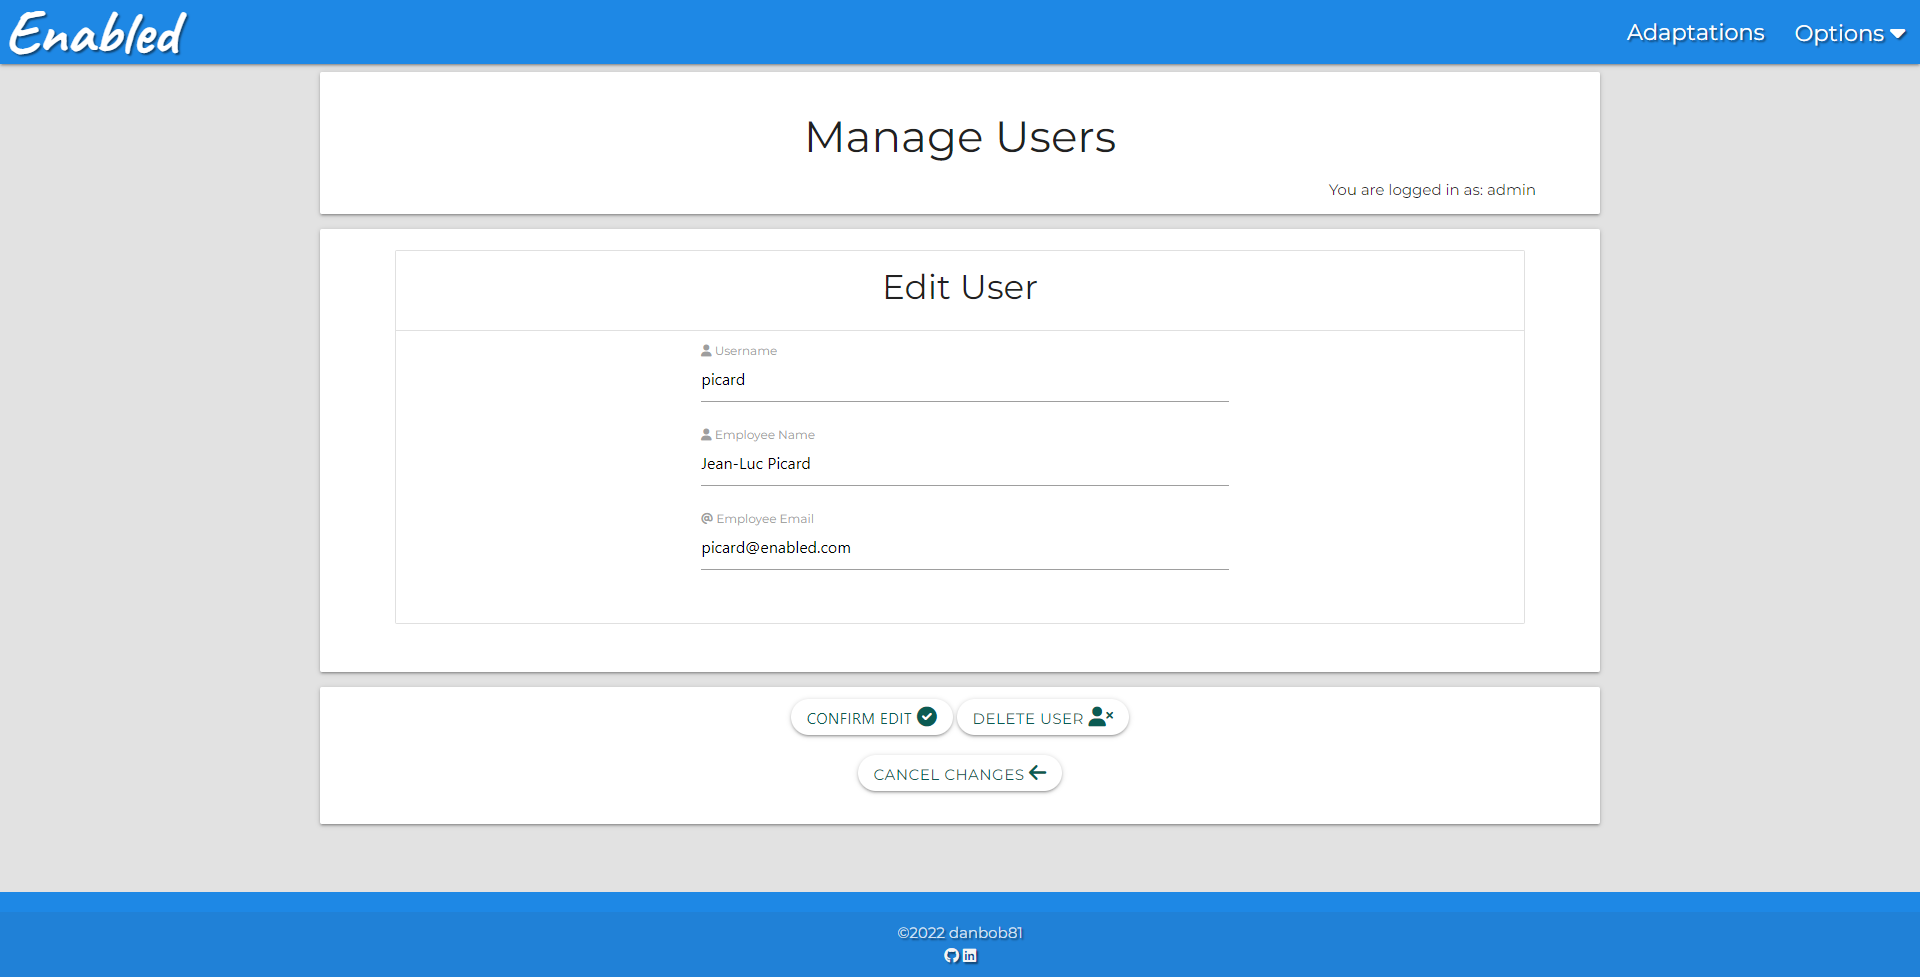 Enabled
Adaptations
Options
Manage Users
You are logged in as: admin
Edit User
Username
picard
Employee Name
Jean-Luc Picard
Employee Email
picard@enabled.com
CONFIRM EDIT
DELETE USER
CANCEL CHANGES
©2022 danbob81